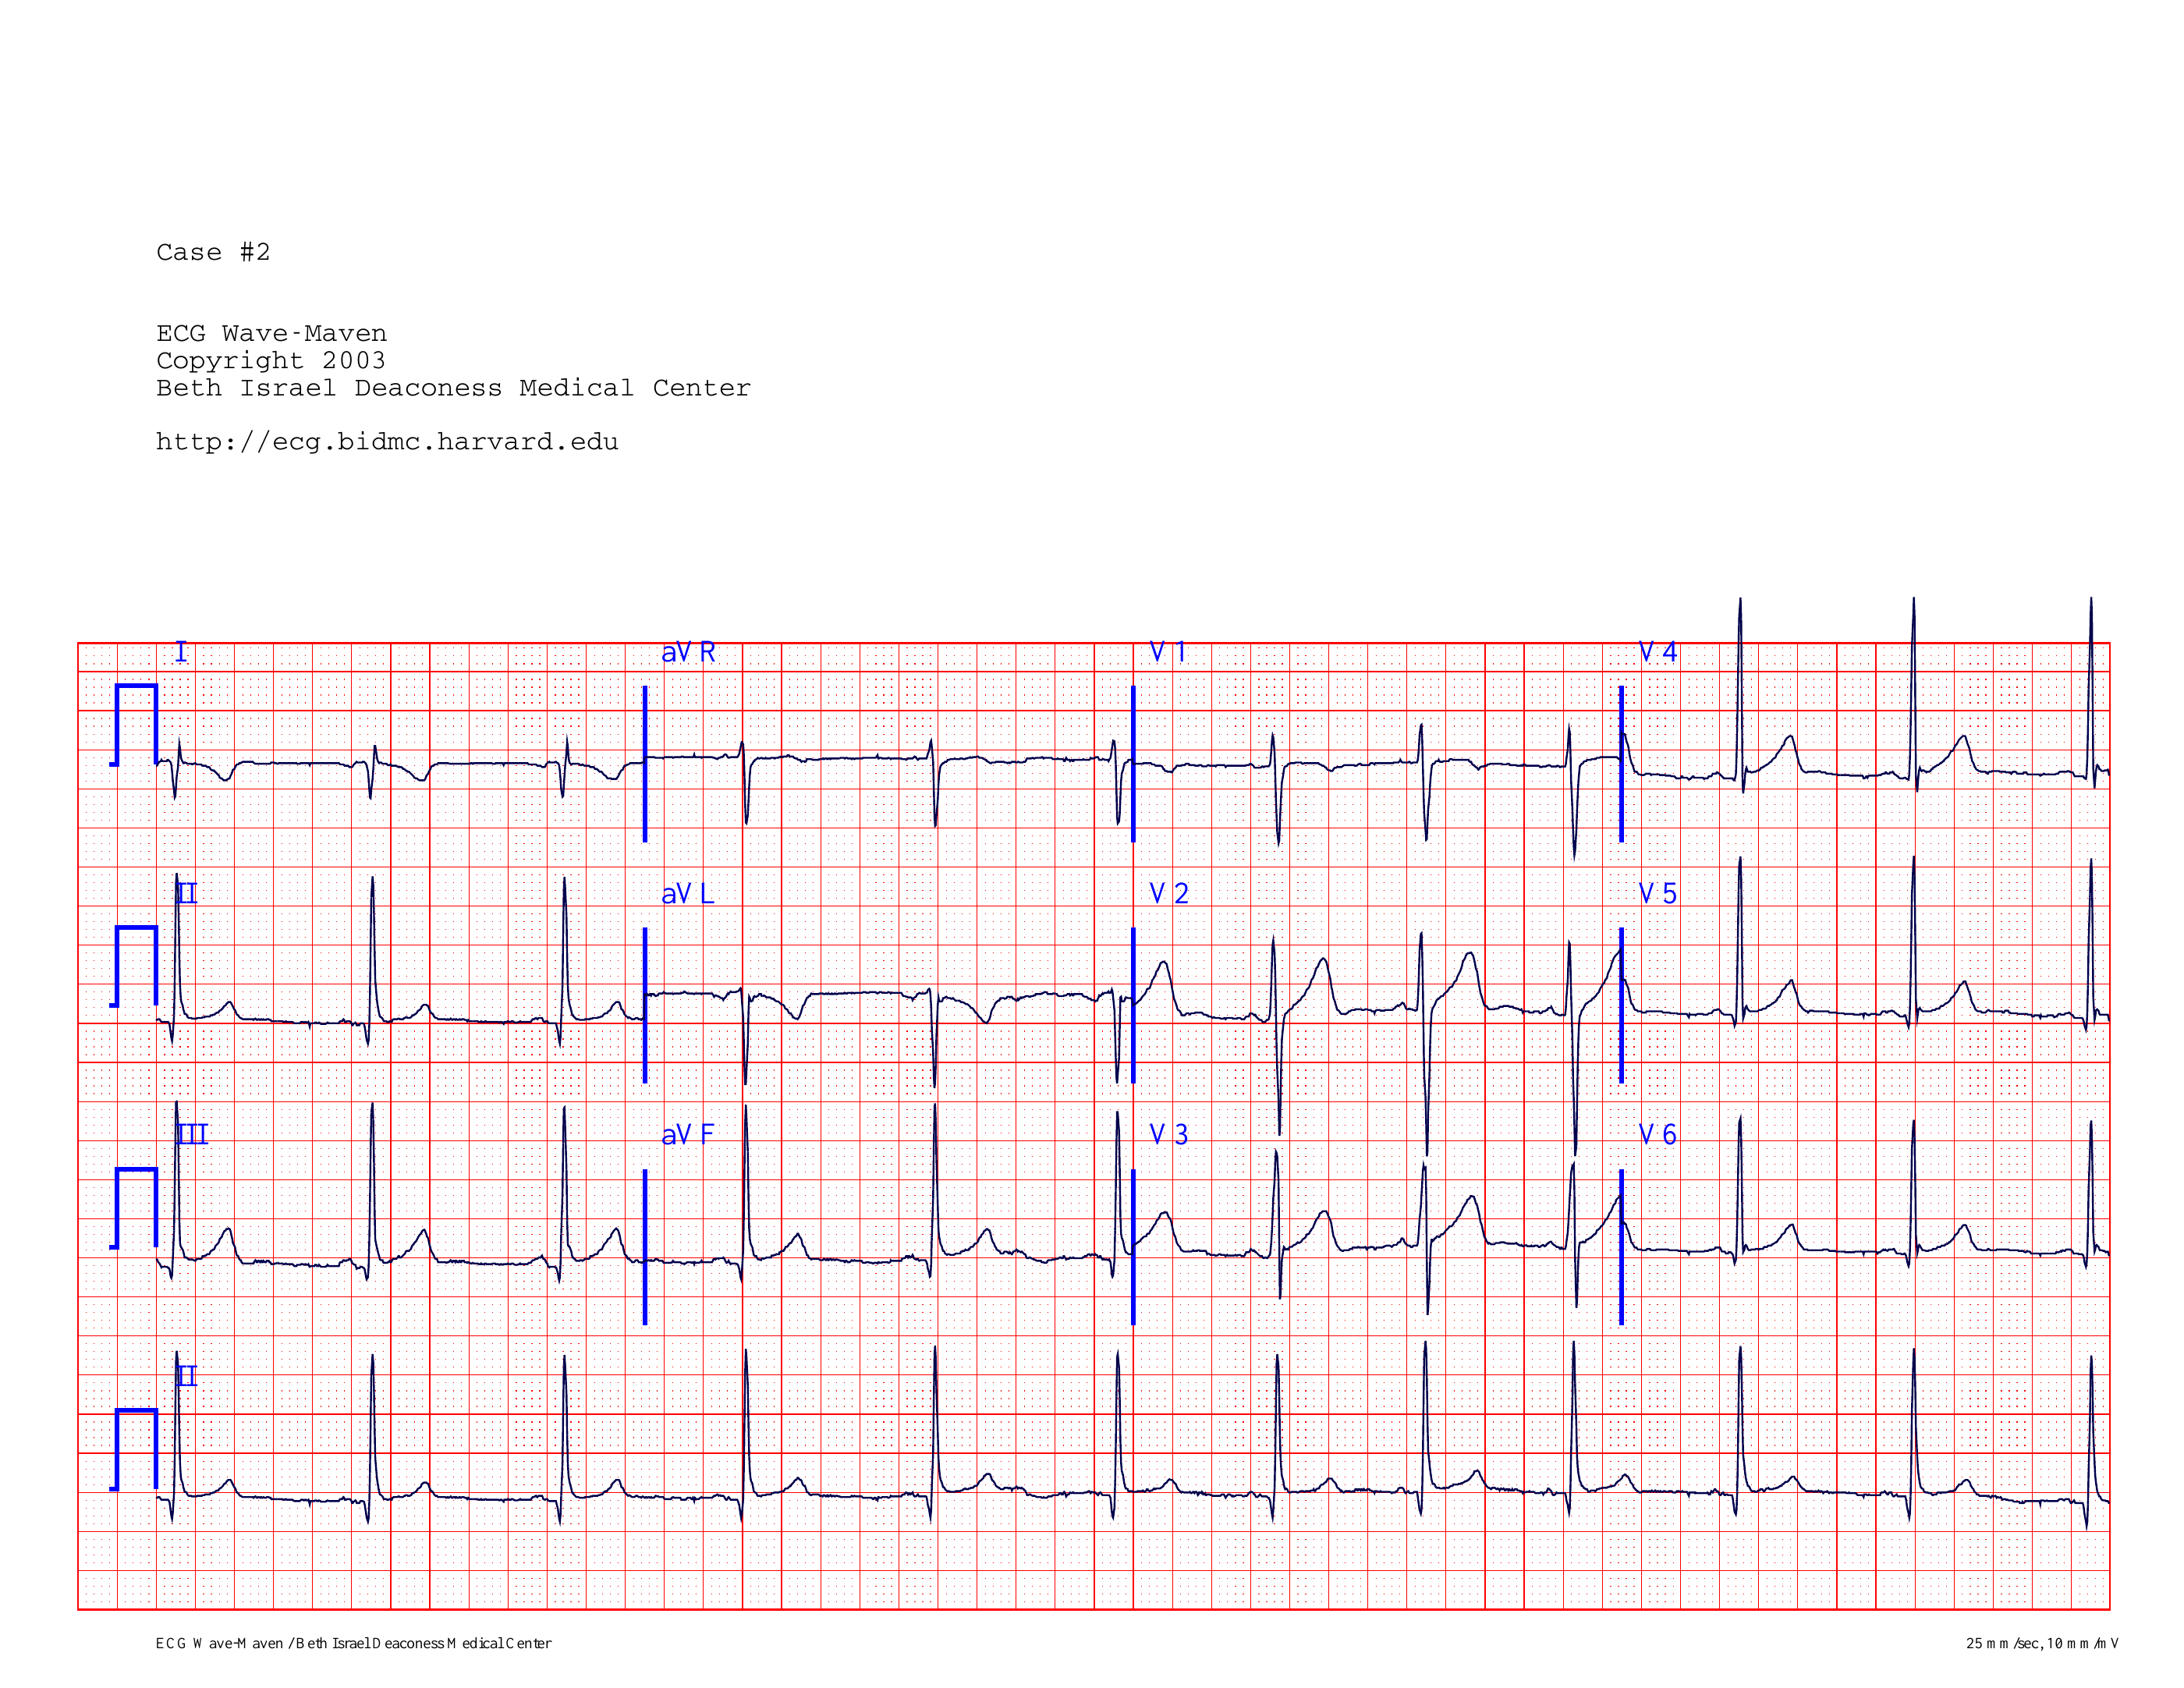 Case #2
ECG Wave-Maven
Copyright 2003
Beth Israel Deaconess Medical Center
http://ecg.bidmc.harvard.edu
I aVR V1 V4
II aVL V2 V5
III aVF V3 V6
II
ECG Wave-Maven / Beth Israel Deaconess Medical Center 25 mm/sec, 10 mm/mV